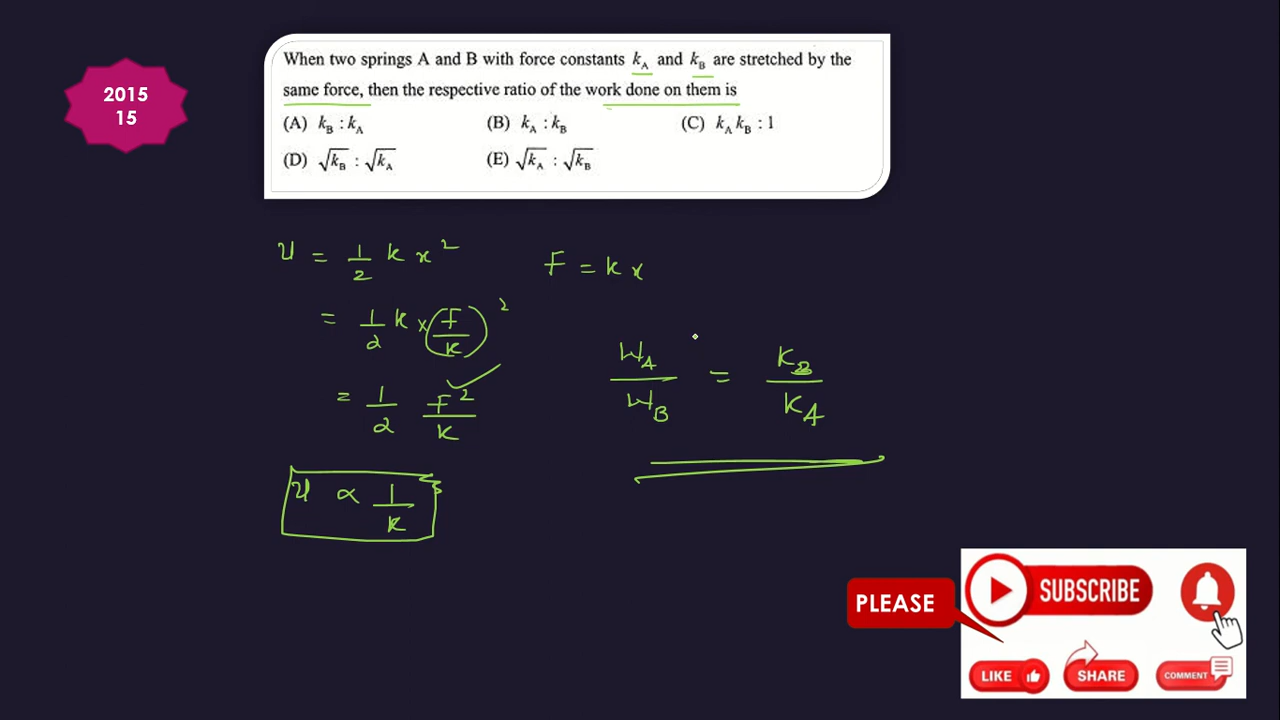 2015
15
When two springs A and B with force constants k_A and k_B are stretched by the
same force, then the respective ratio of the work done on them is
(A) k_B : k_A (B) k_A : k_B (C) k_A k_B : 1
(D) √k_B : √k_A (E) √k_A : √k_B
U = 1/2 k x² F = k x
= 1/2 k × (F/k)²
= 1/2 F²/k
W_A/W_B = k_B/k_A
U ∝ 1/k
PLEASE
SUBSCRIBE
LIKE SHARE COMMENT